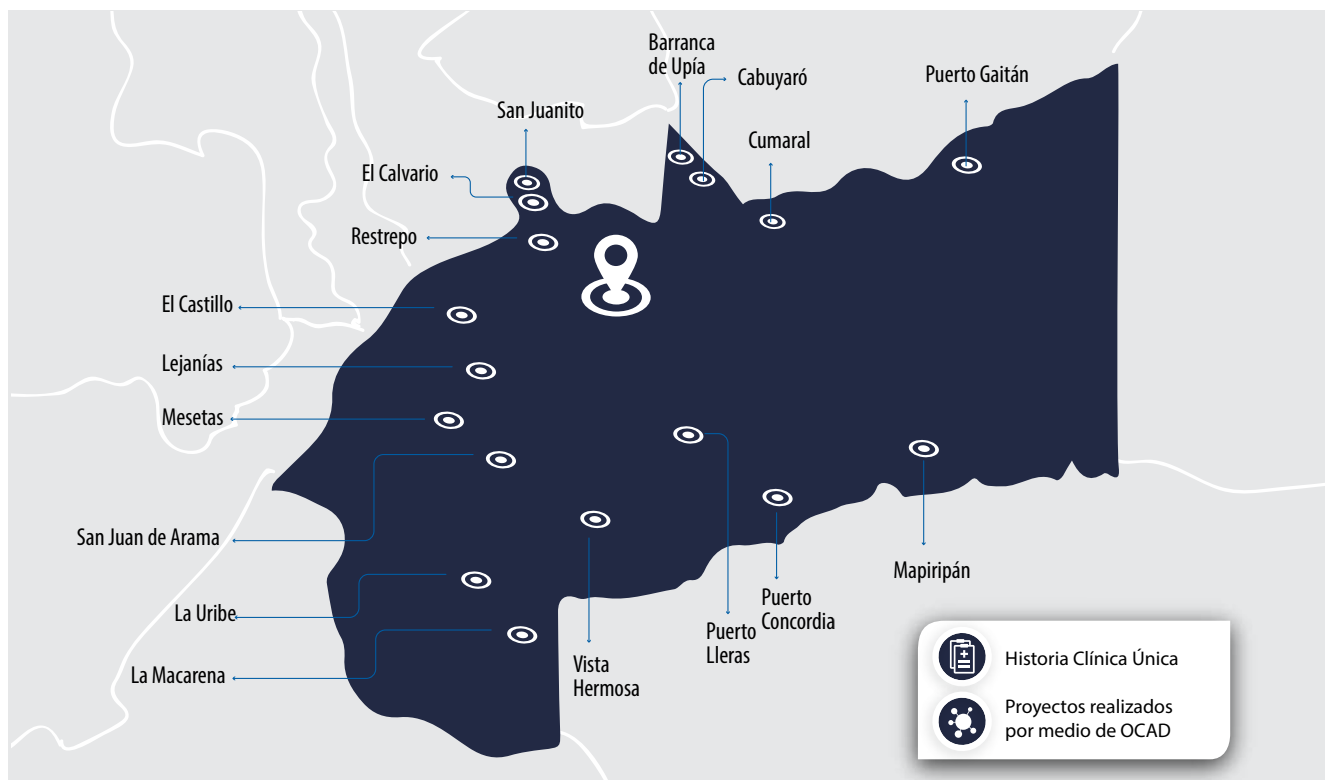 Barranca
de Upía
Cabuyaró
Puerto Gaitán
San Juanito
Cumaral
El Calvario
Restrepo
El Castillo
Lejanías
Mesetas
San Juan de Arama
La Uribe
La Macarena
Vista
Hermosa
Puerto
Lleras
Puerto
Concordia
Mapiripán
Historia Clínica Única
Proyectos realizados
por medio de OCAD